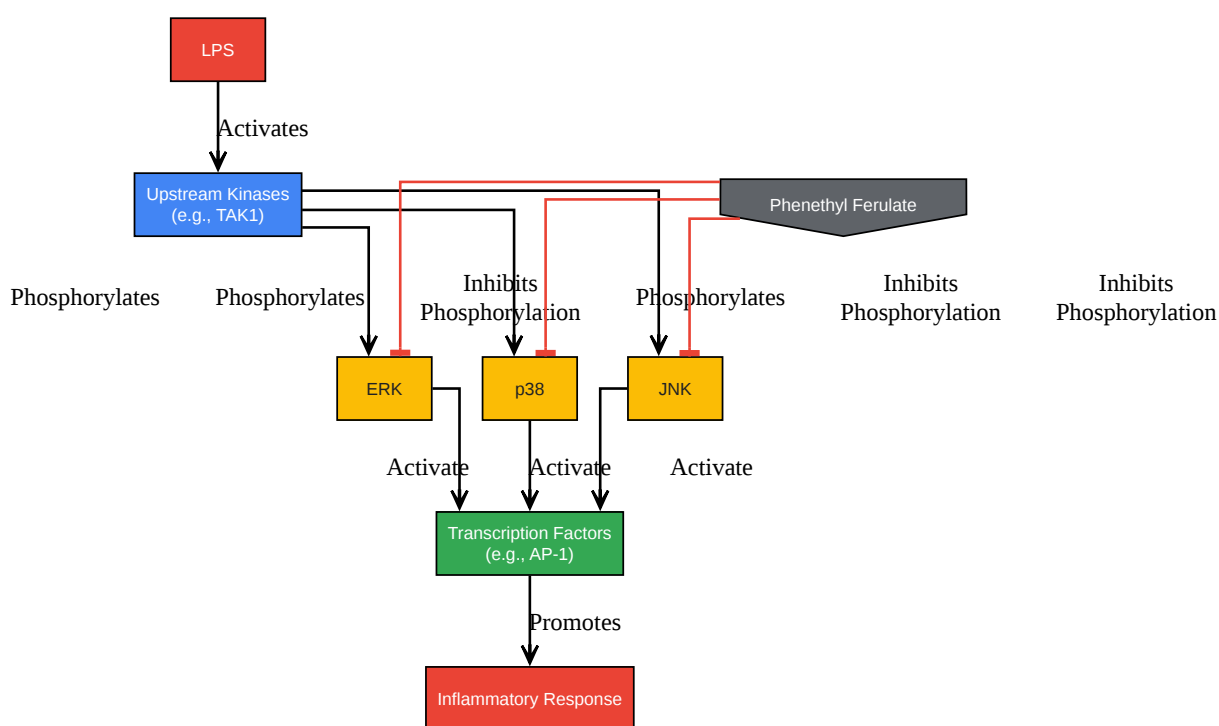 LPS
Activates
Upstream Kinases
(e.g., TAK1)
Phenethyl Ferulate
Phosphorylates
Phosphorylates
Inhibits
Phosphorylation
Phosphorylates
Inhibits
Phosphorylation
Inhibits
Phosphorylation
ERK
p38
JNK
Activate
Activate
Activate
Transcription Factors
(e.g., AP-1)
Promotes
Inflammatory Response